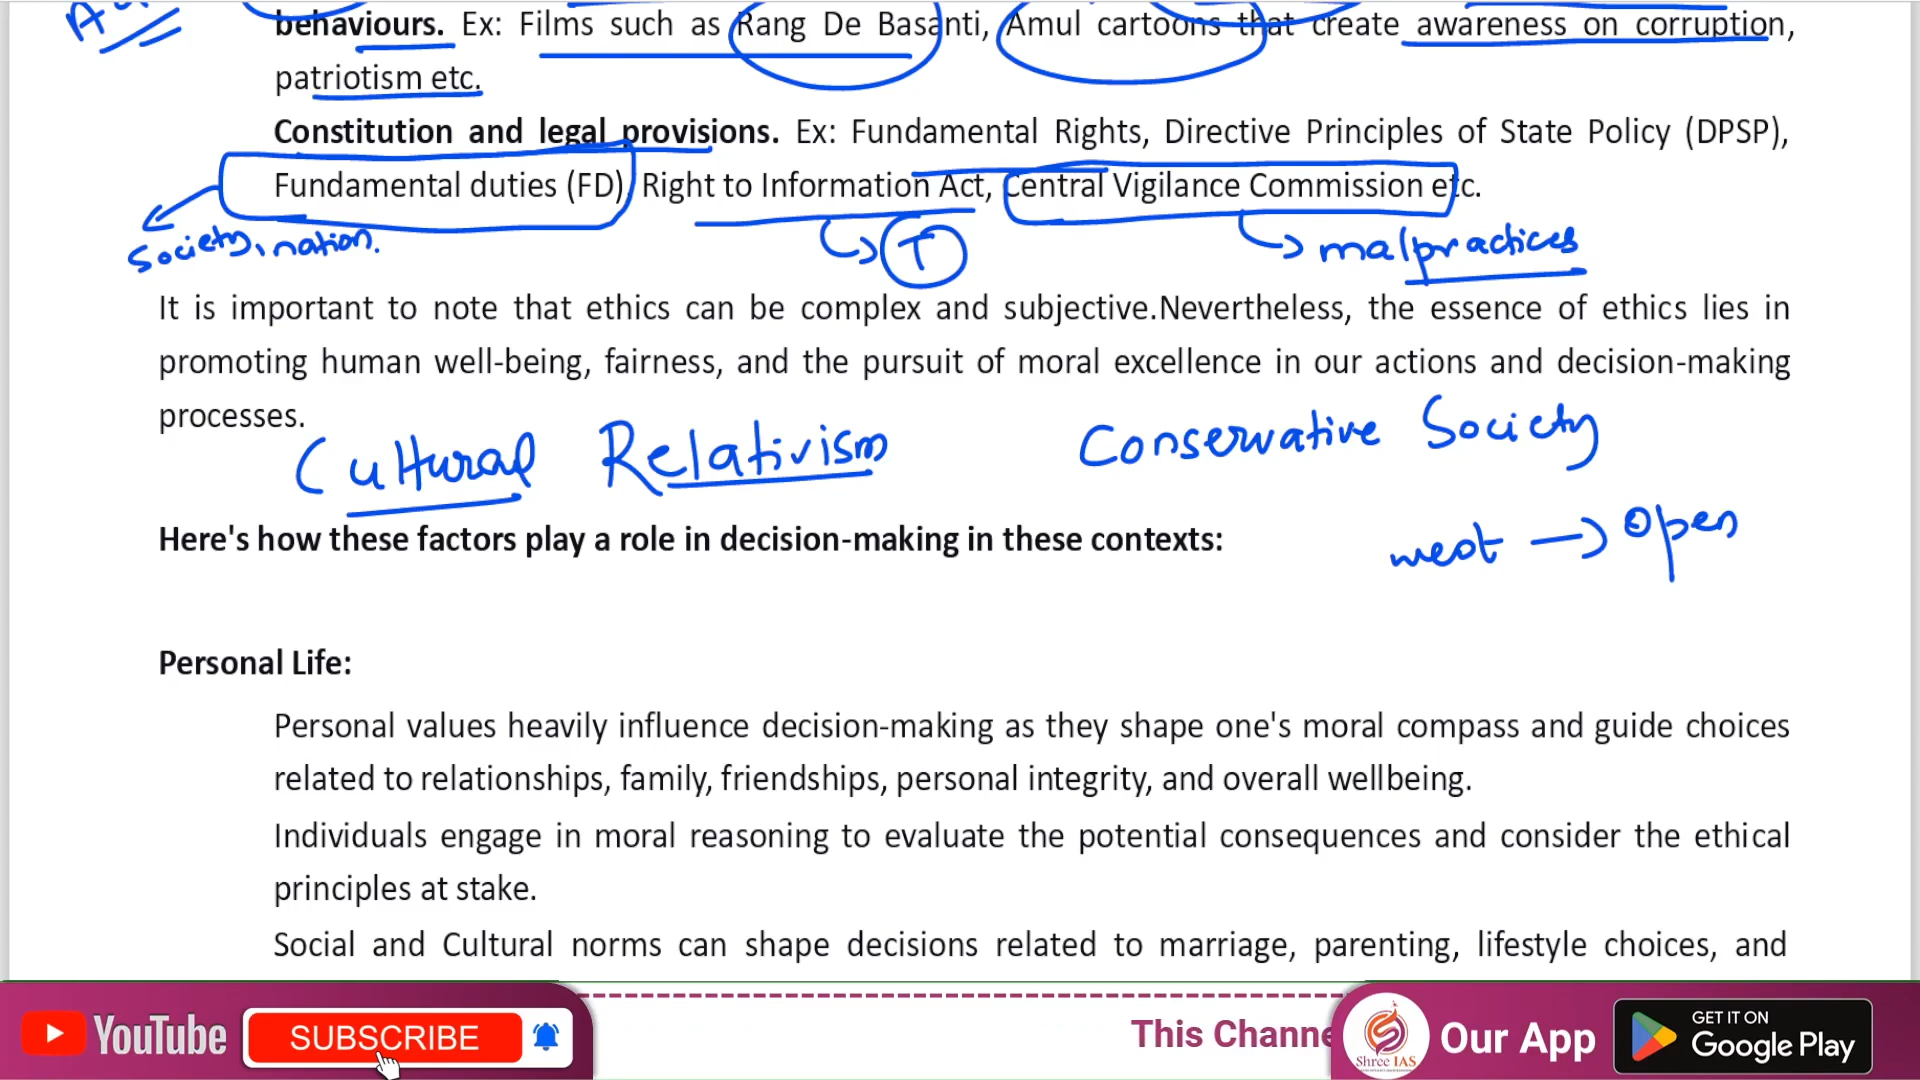 behaviours. Ex: Films such as Rang De Basanti, Amul cartoons that create awareness on corruption,
patriotism etc.
Constitution and legal provisions. Ex: Fundamental Rights, Directive Principles of State Policy (DPSP),
Fundamental duties (FD), Right to Information Act, Central Vigilance Commission etc.
Society, nation.
T
malpractices
It is important to note that ethics can be complex and subjective.Nevertheless, the essence of ethics lies in
promoting human well-being, fairness, and the pursuit of moral excellence in our actions and decision-making
processes.
Cultural Relativism
Conservative Society
Here's how these factors play a role in decision-making in these contexts:
west → open
Personal Life:
Personal values heavily influence decision-making as they shape one's moral compass and guide choices
related to relationships, family, friendships, personal integrity, and overall wellbeing.
Individuals engage in moral reasoning to evaluate the potential consequences and consider the ethical
principles at stake.
Social and Cultural norms can shape decisions related to marriage, parenting, lifestyle choices, and
YouTube SUBSCRIBE
This Channe
Shree IAS
Our App
GET IT ON
Google Play